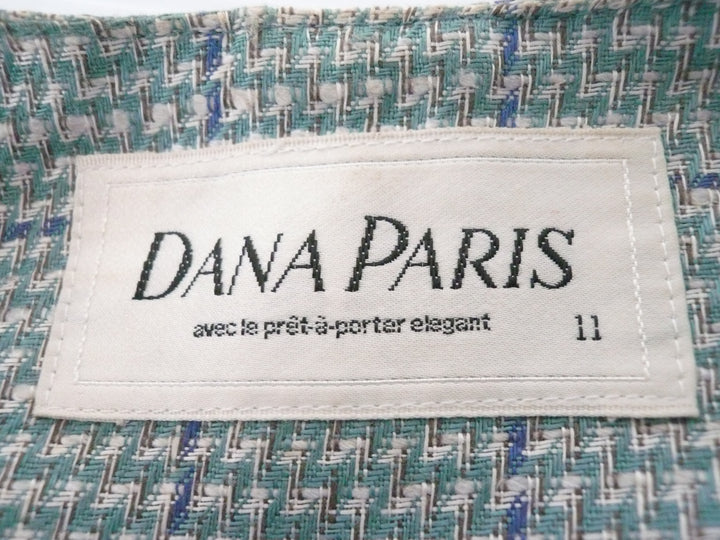 DANA PARIS
avec le prêt-à-porter elegant 11